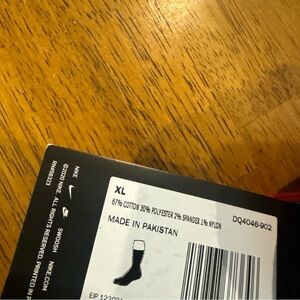 XL
67% COTTON 30% POLYESTER 2% SPANDEX 1% NYLON
MADE IN PAKISTAN
DQ4046-902
NIKE
SWOOSH
NIKE.COM
©2020 NIKE, ALL RIGHTS RESERVED, PRINTED IN
RN56323